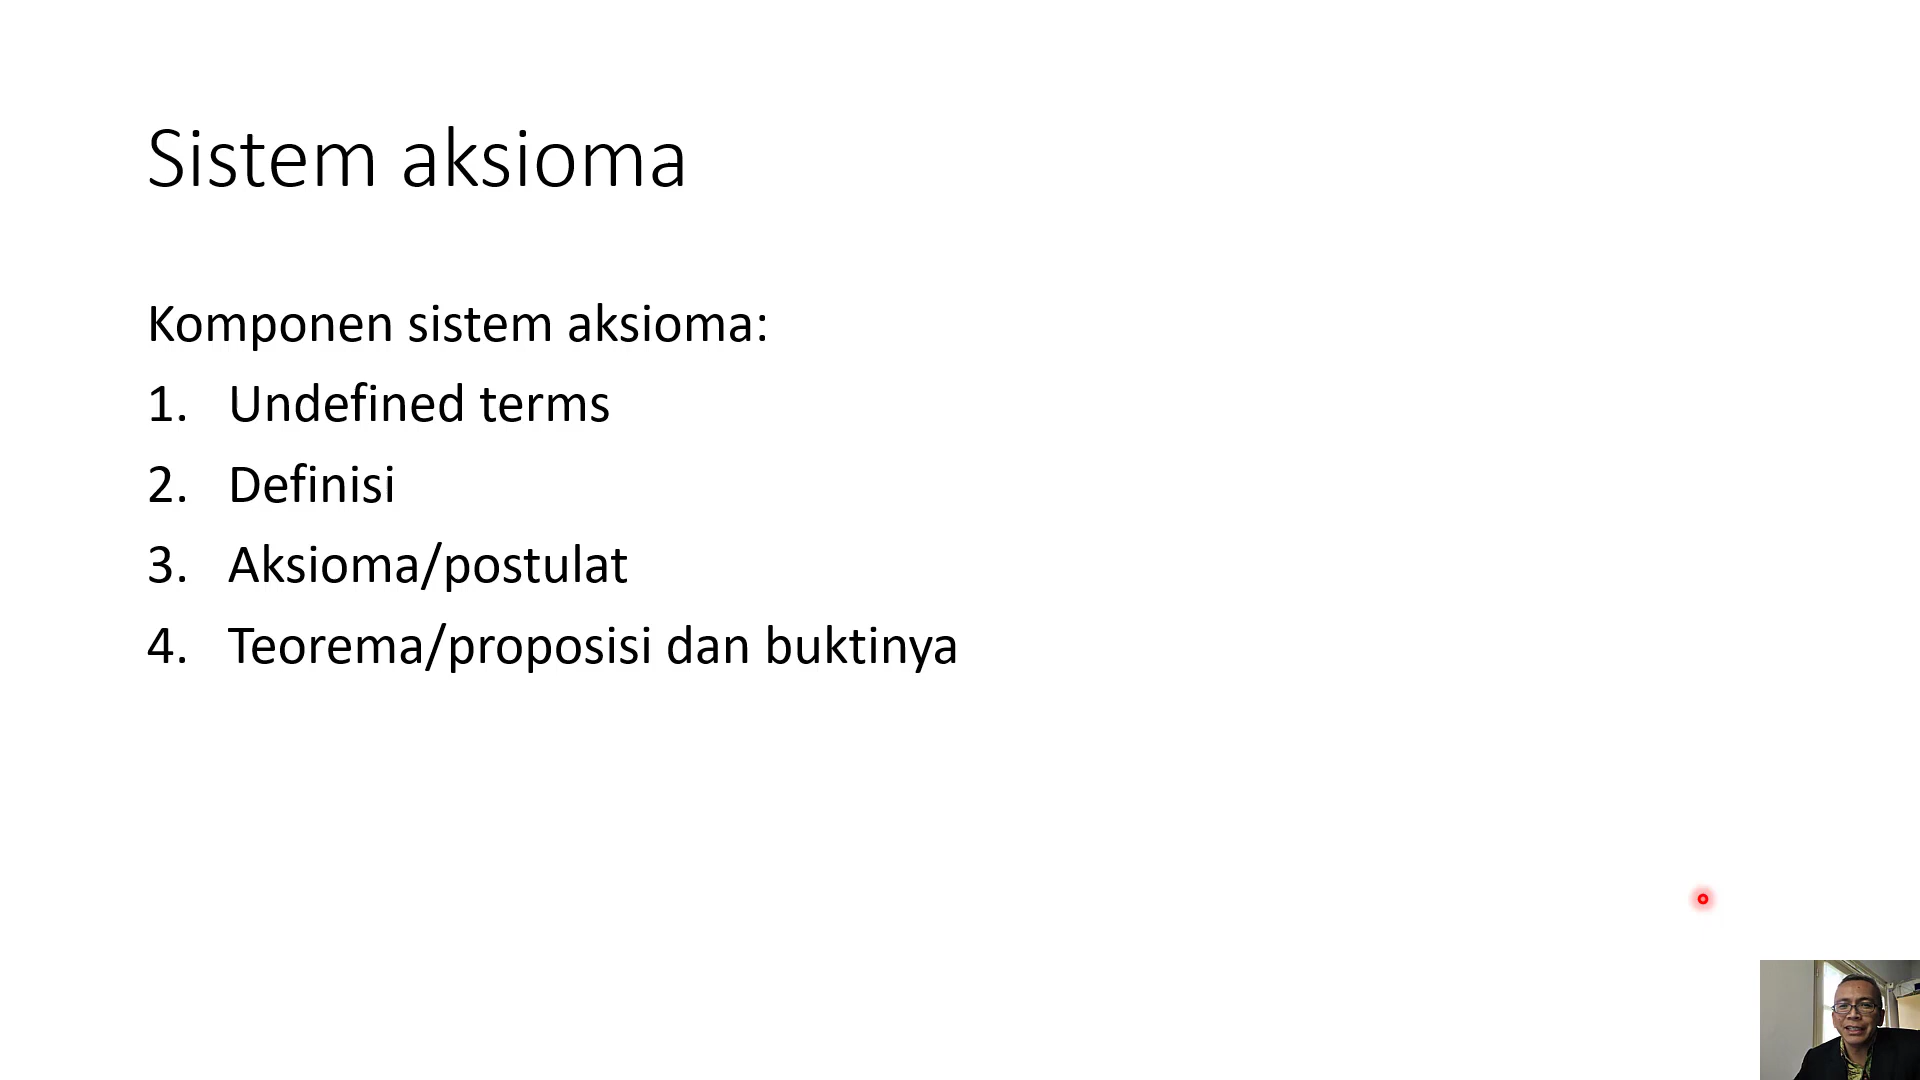 Sistem aksioma
Komponen sistem aksioma:
1. Undefined terms
2. Definisi
3. Aksioma/postulat
4. Teorema/proposisi dan buktinya